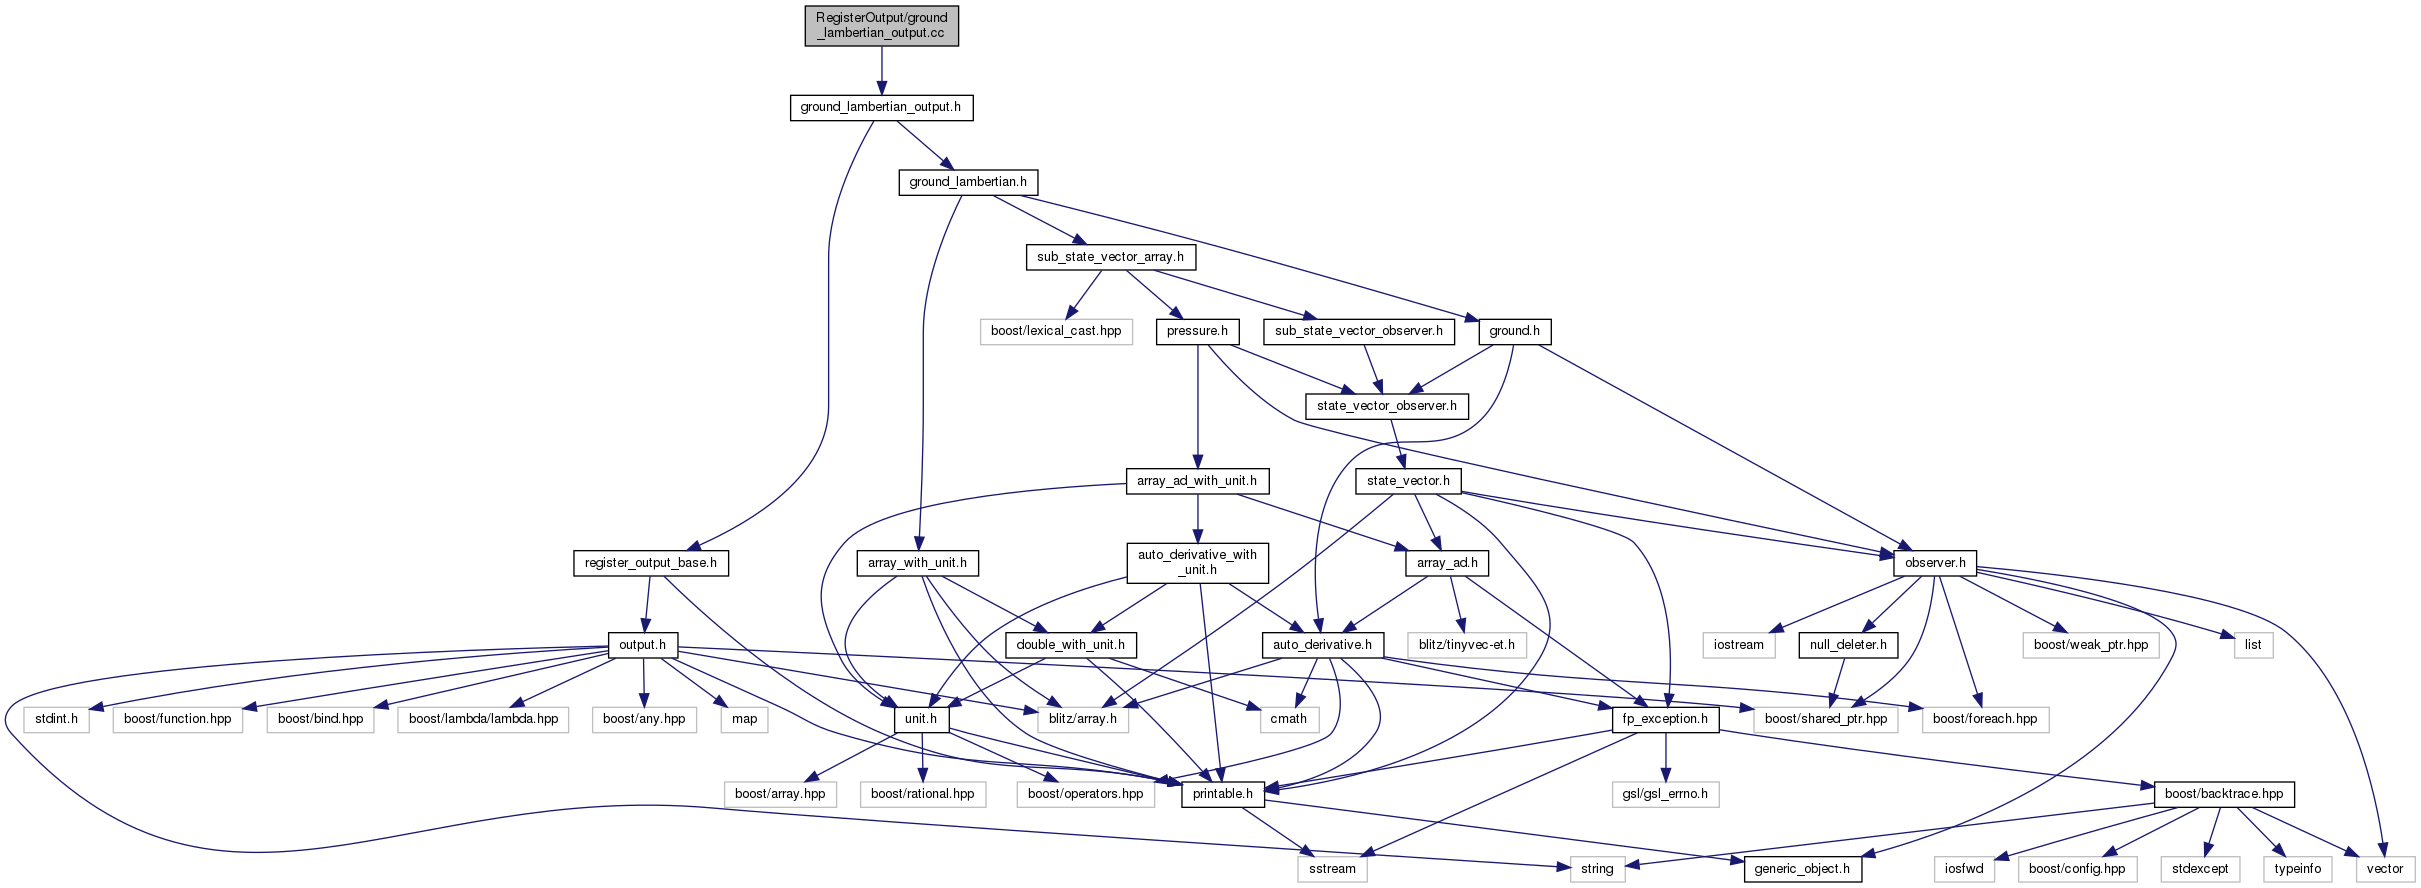 RegisterOutput/ground
_lambertian_output.cc
ground_lambertian_output.h
ground_lambertian.h
sub_state_vector_array.h
boost/lexical_cast.hpp
pressure.h
sub_state_vector_observer.h
ground.h
state_vector_observer.h
array_ad_with_unit.h
state_vector.h
register_output_base.h
array_with_unit.h
auto_derivative_with
_unit.h
array_ad.h
observer.h
output.h
double_with_unit.h
auto_derivative.h
blitz/tinyvec-et.h
iostream
null_deleter.h
boost/weak_ptr.hpp
list
stdint.h
boost/function.hpp
boost/bind.hpp
boost/lambda/lambda.hpp
boost/any.hpp
map
unit.h
blitz/array.h
cmath
fp_exception.h
boost/shared_ptr.hpp
boost/foreach.hpp
boost/array.hpp
boost/rational.hpp
boost/operators.hpp
printable.h
gsl/gsl_errno.h
boost/backtrace.hpp
sstream
string
generic_object.h
iosfwd
boost/config.hpp
stdexcept
typeinfo
vector